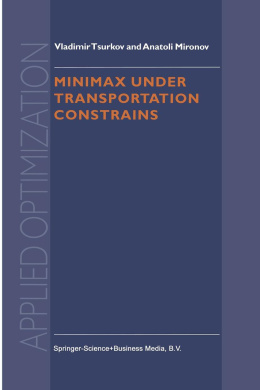 Vladimir Tsurkov and Anatoli Mironov
MINIMAX UNDER
TRANSPORTATION
CONSTRAINS
APPLIED OPTIMIZATION
Springer-Science+Business Media, B.V.